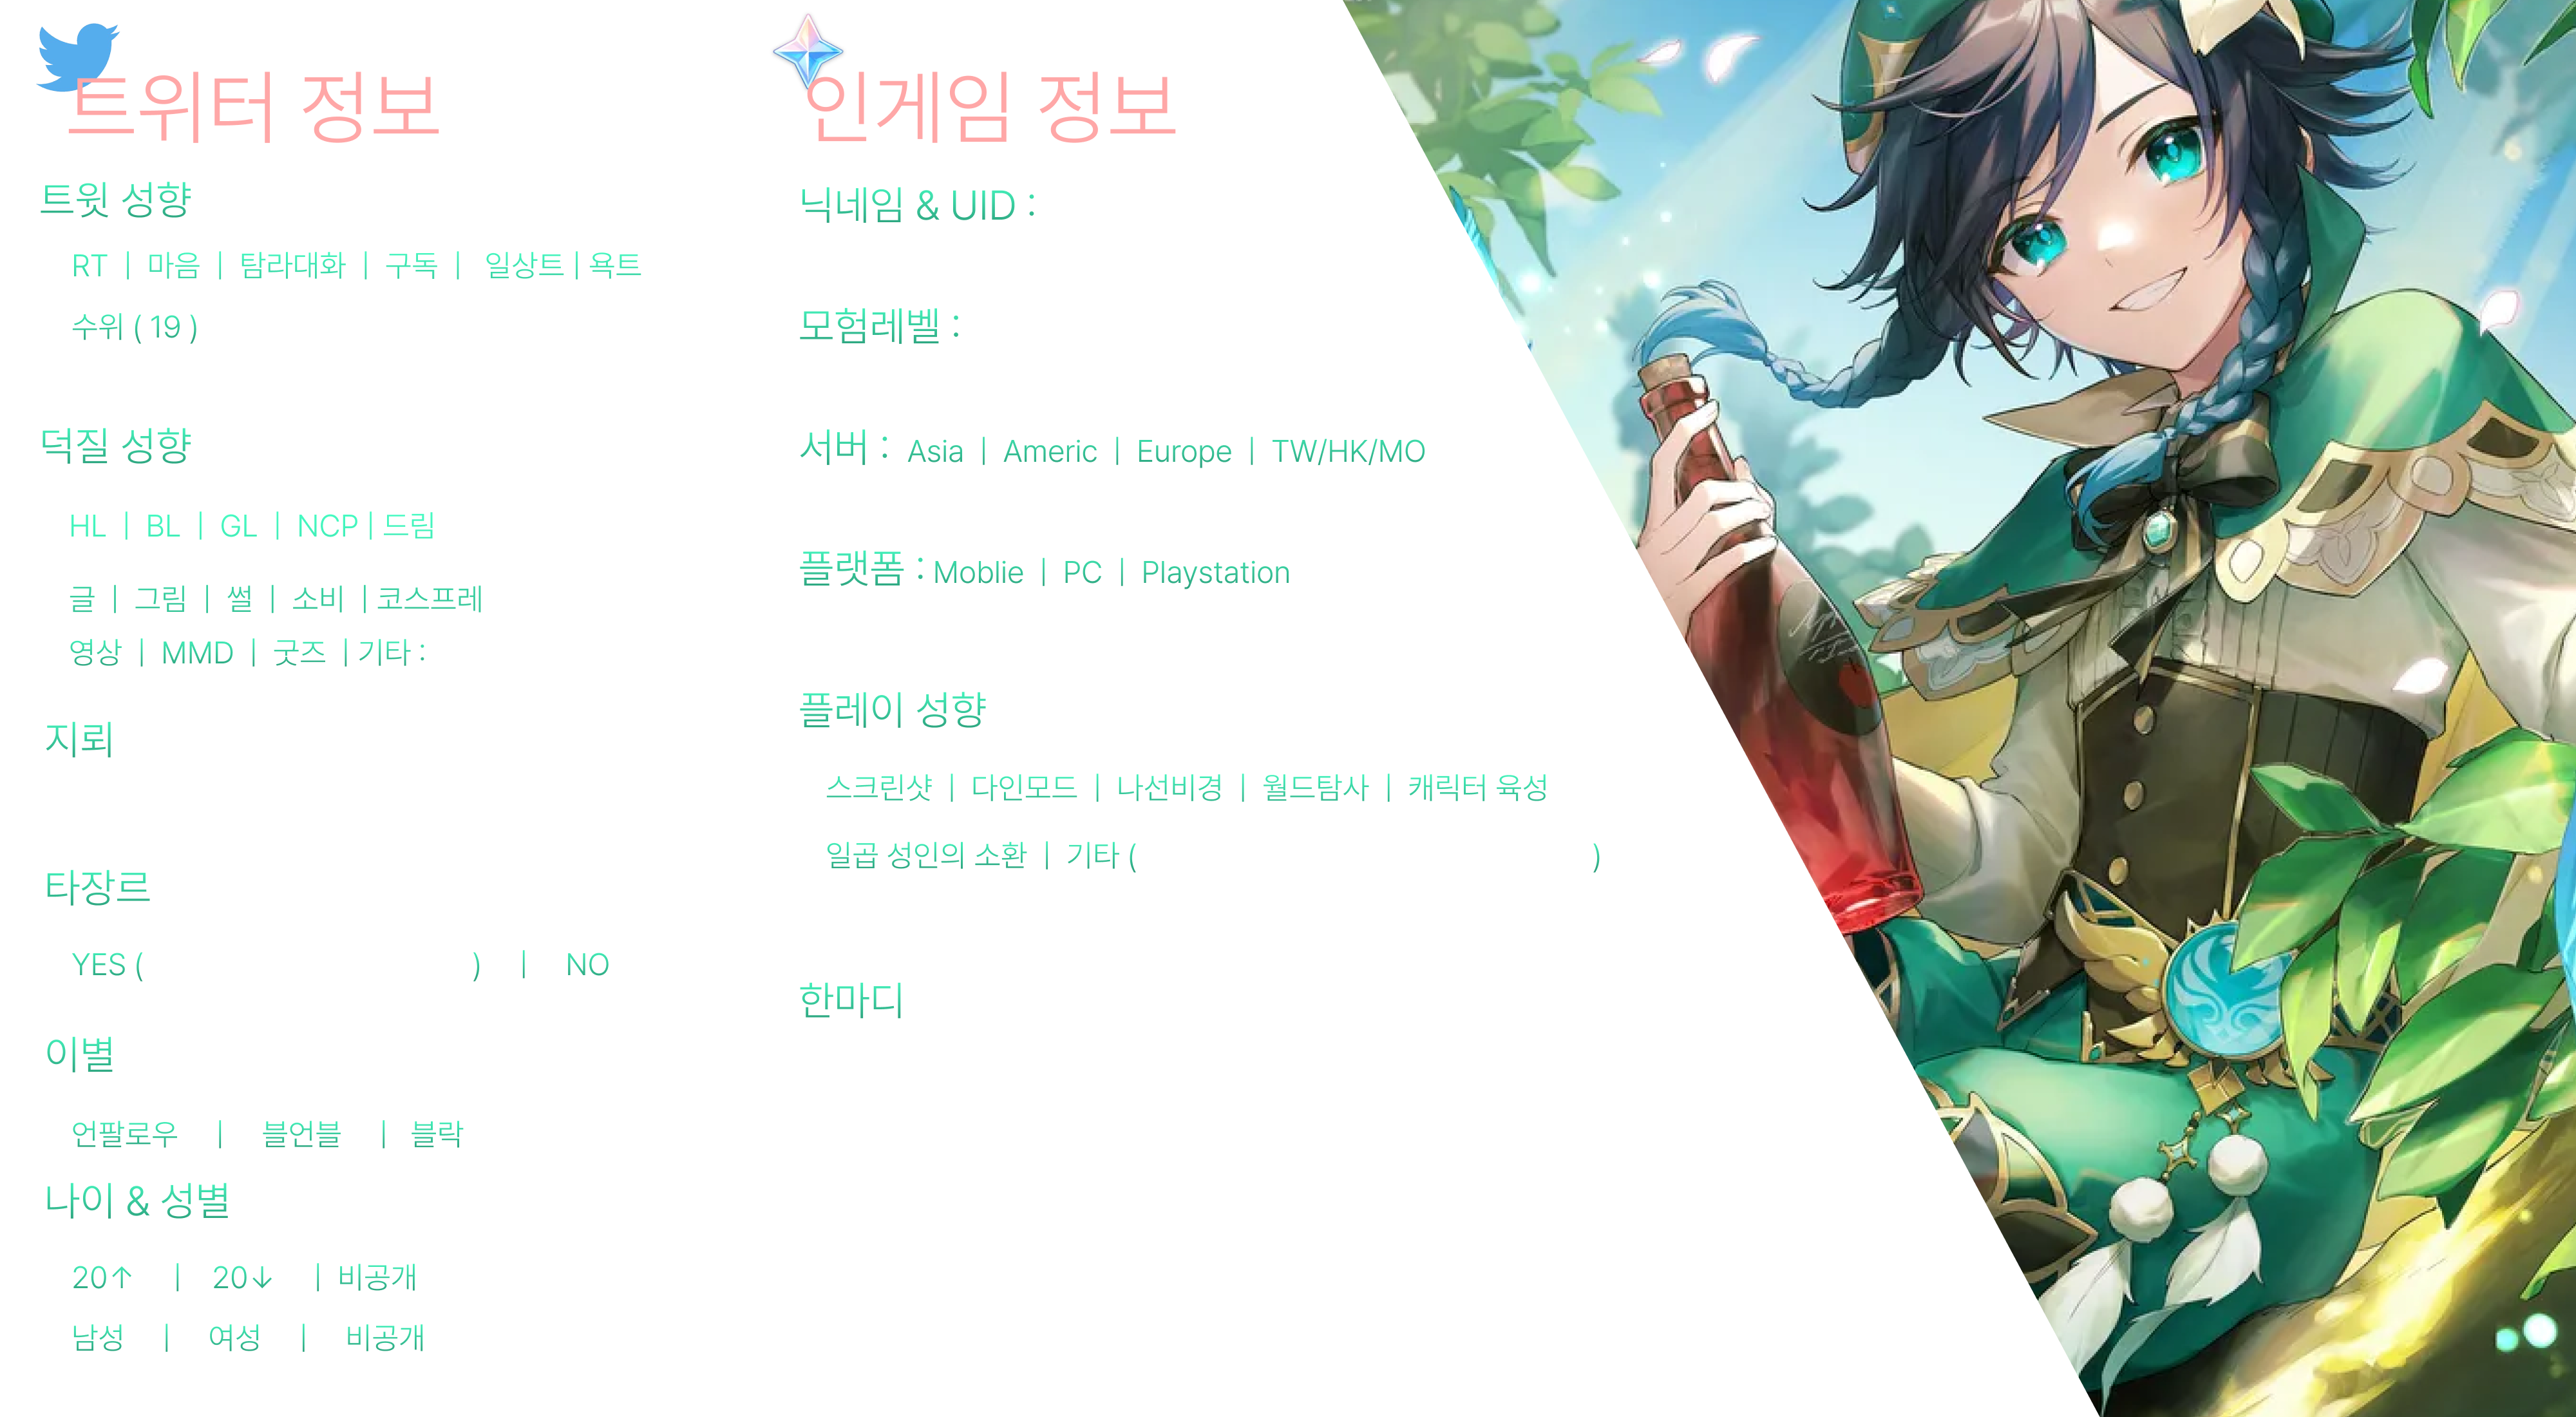 트위터 정보
트윗 성향
RT | 마음 | 탐라대화 | 구독 | 일상트 | 욕트
수위 ( 19 )
덕질 성향
HL | BL | GL | NCP | 드림
글 | 그림 | 썰 | 소비 | 코스프레
영상 | MMD | 굿즈 | 기타 :
지뢰
타장르
YES ( ) | NO
이별
언팔로우 | 블언블 | 블락
나이 & 성별
20↑ | 20↓ | 비공개
남성 | 여성 | 비공개
인게임 정보
닉네임 & UID :
모험레벨 :
서버 : Asia | Americ | Europe | TW/HK/MO
플랫폼 : Moblie | PC | Playstation
플레이 성향
스크린샷 | 다인모드 | 나선비경 | 월드탐사 | 캐릭터 육성
일곱 성인의 소환 | 기타 ( )
한마디